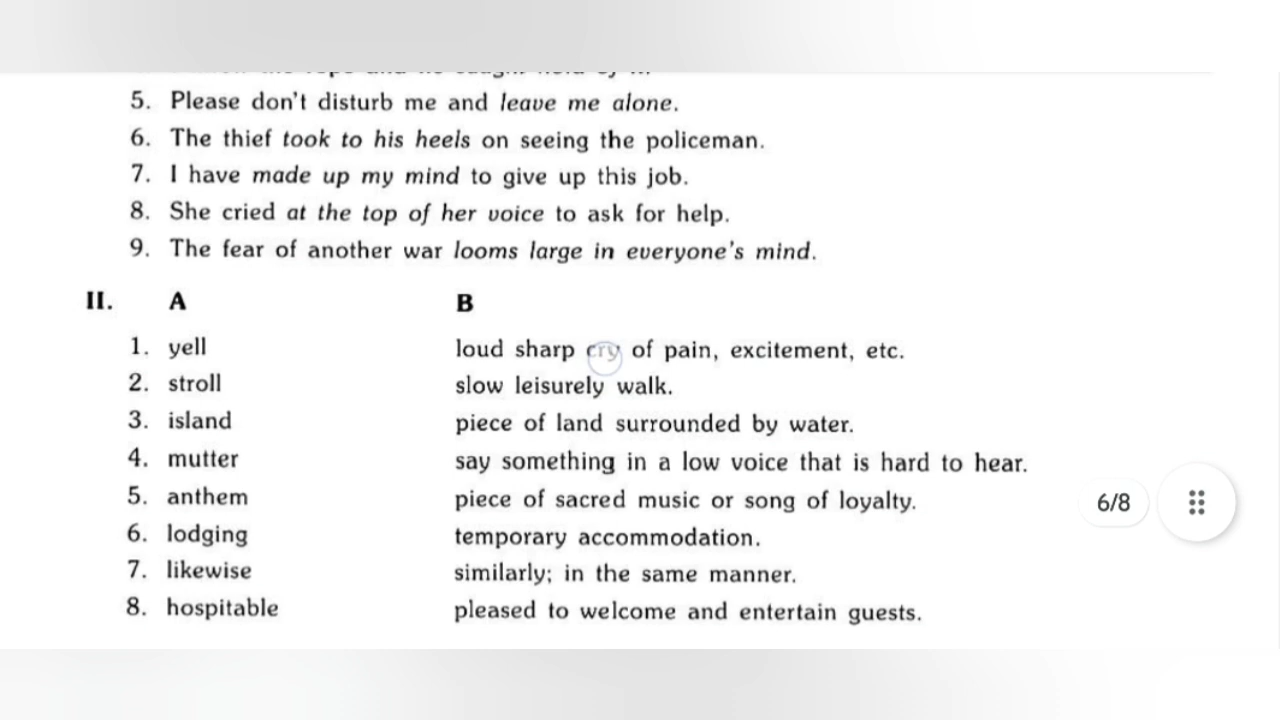 5. Please don't disturb me and leave me alone.
6. The thief took to his heels on seeing the policeman.
7. I have made up my mind to give up this job.
8. She cried at the top of her voice to ask for help.
9. The fear of another war looms large in everyone's mind.
II. A B
1. yell loud sharp cry of pain, excitement, etc.
2. stroll slow leisurely walk.
3. island piece of land surrounded by water.
4. mutter say something in a low voice that is hard to hear.
5. anthem piece of sacred music or song of loyalty.
6/8
6. lodging temporary accommodation.
7. likewise similarly; in the same manner.
8. hospitable pleased to welcome and entertain guests.